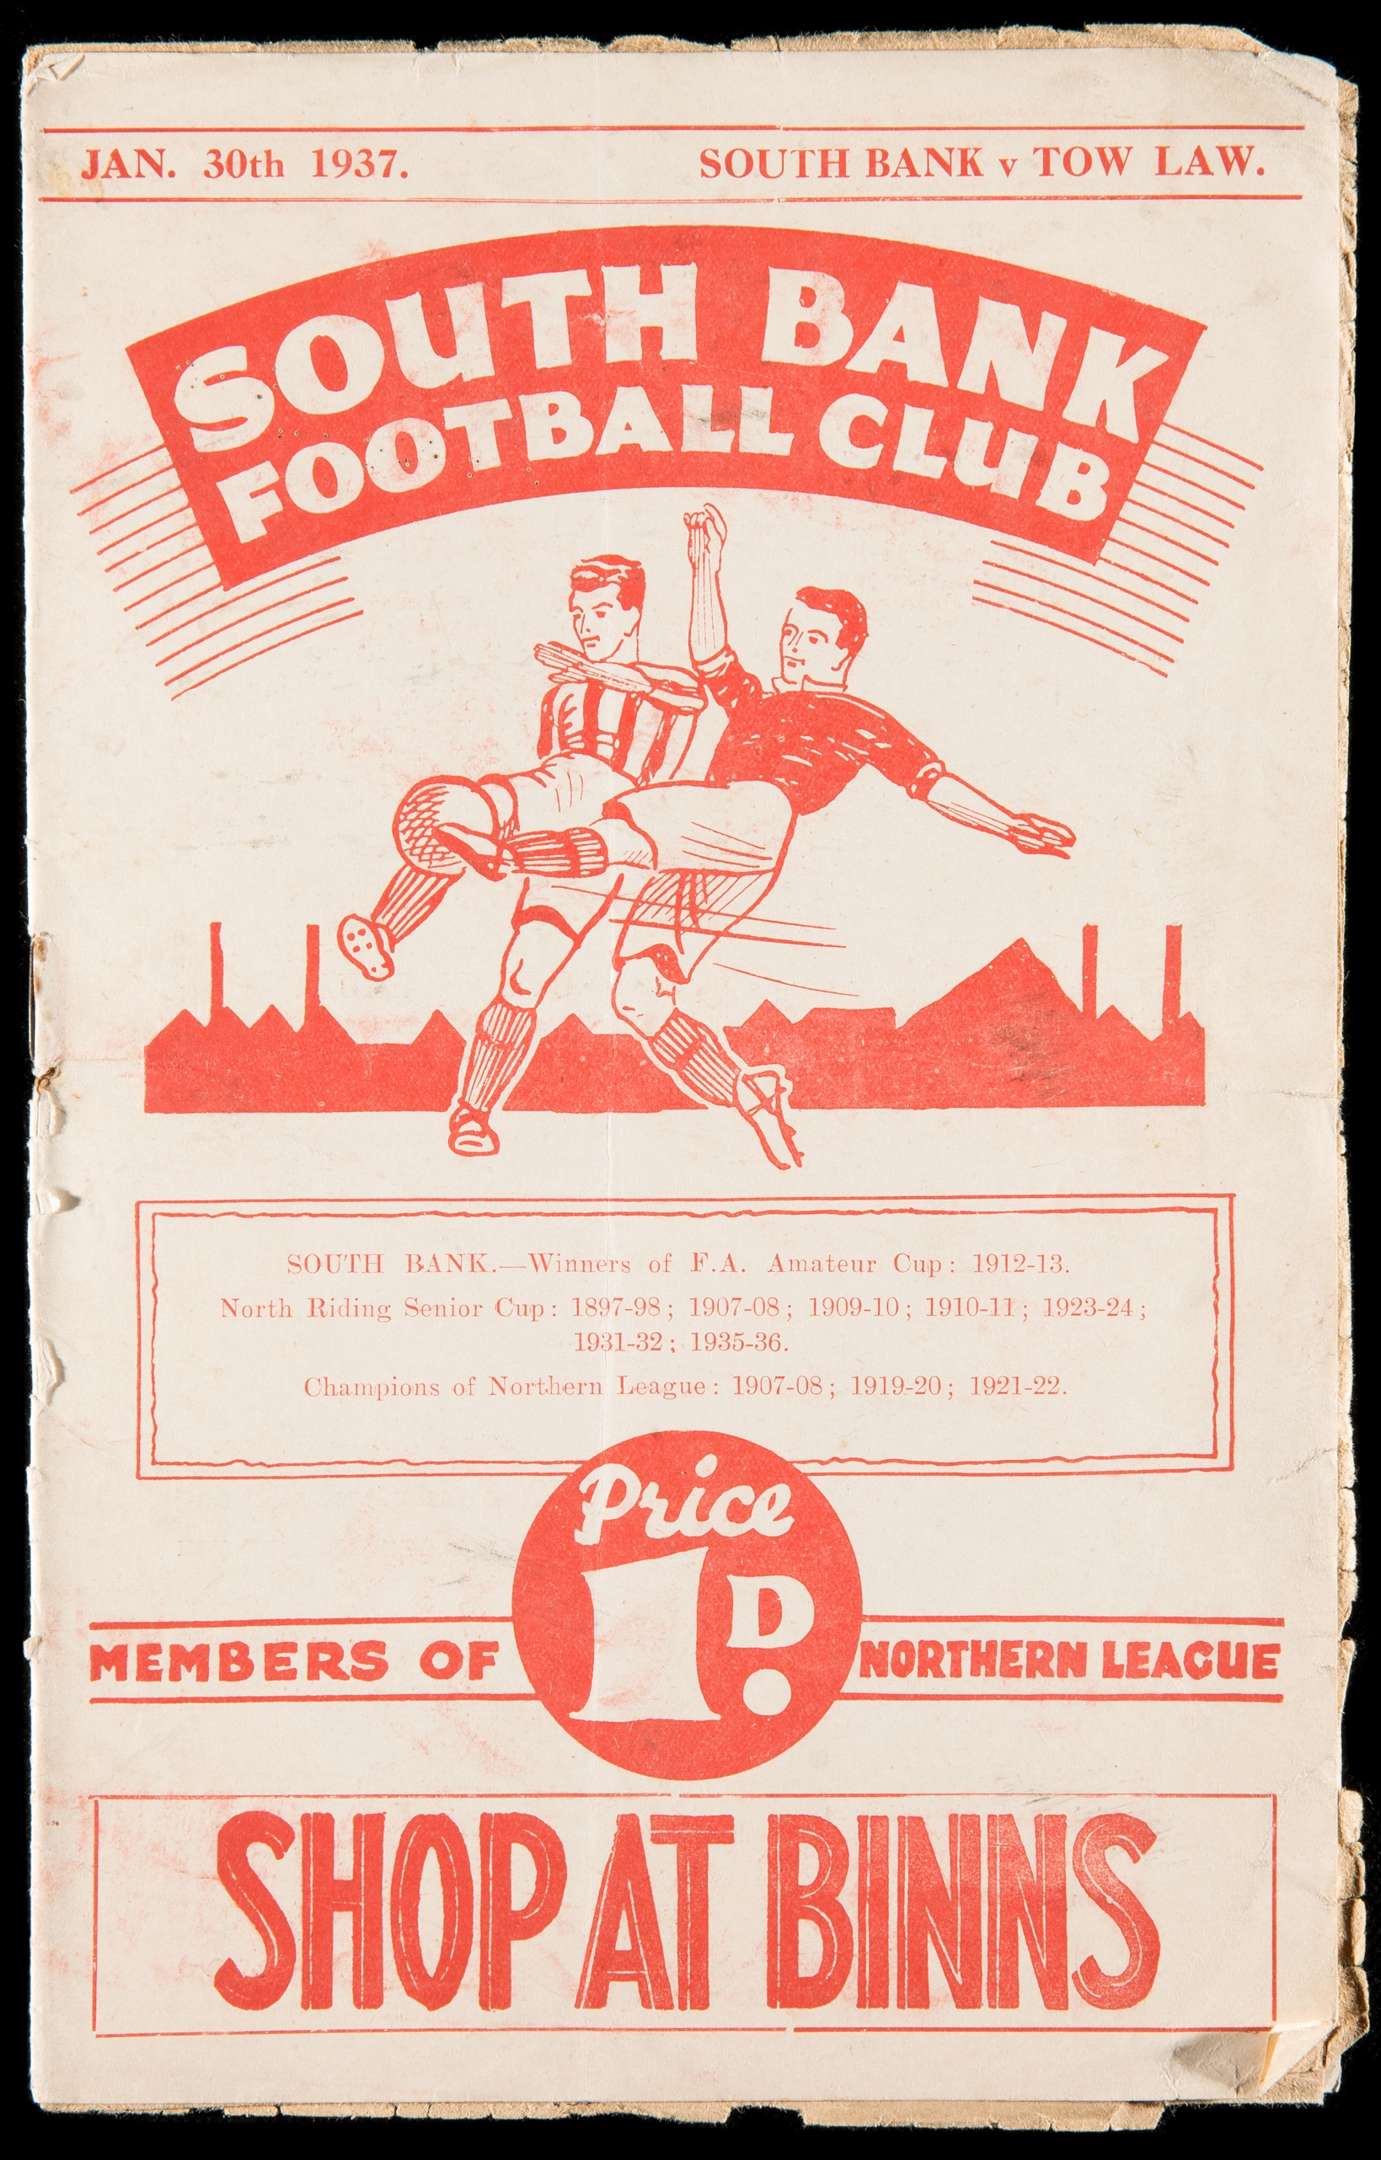 JAN. 30th 1937.
SOUTH BANK v TOW LAW.
SOUTH BANK
FOOTBALL CLUB
SOUTH BANK.—Winners of F.A. Amateur Cup: 1912-13.
North Riding Senior Cup: 1897-98; 1907-08; 1909-10; 1910-11; 1923-24;
1931-32; 1935-36.
Champions of Northern League: 1907-08; 1919-20; 1921-22.
Price
1D.
MEMBERS OF
NORTHERN LEAGUE
SHOP AT BINNS